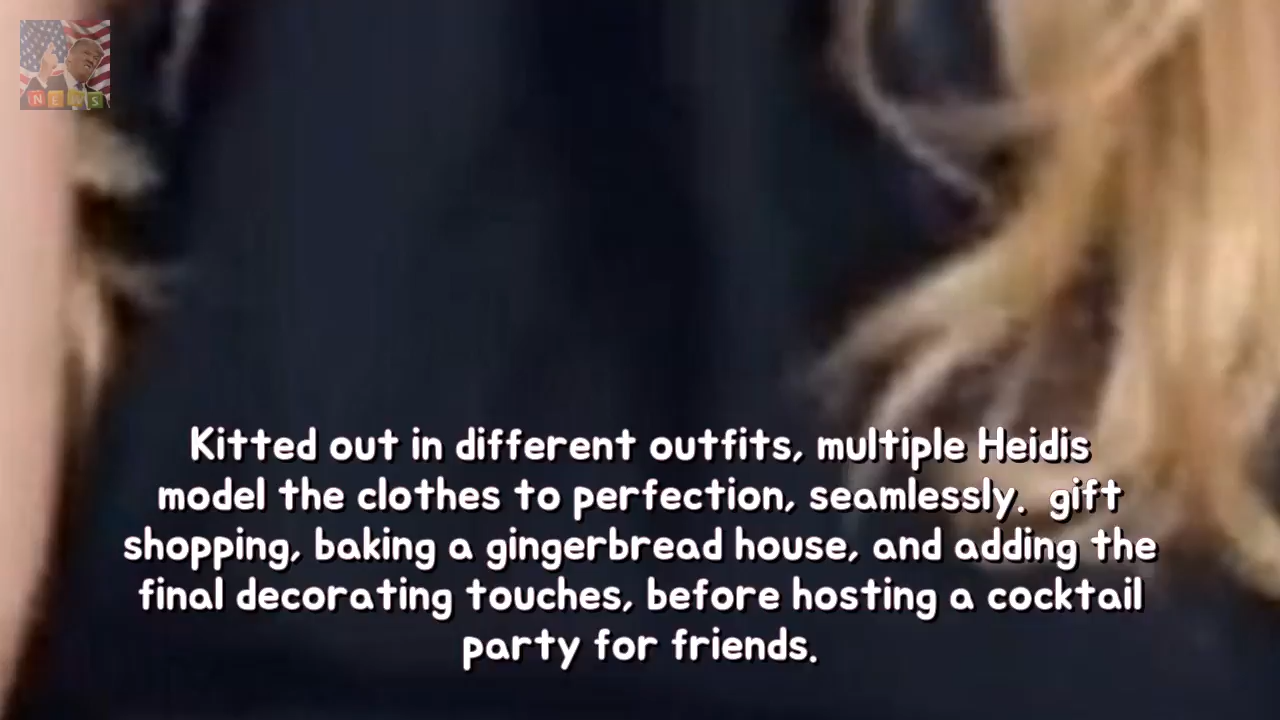 NEWS
Kitted out in different outfits, multiple Heidis
model the clothes to perfection, seamlessly.  gift
shopping, baking a gingerbread house, and adding the
final decorating touches, before hosting a cocktail
party for friends.